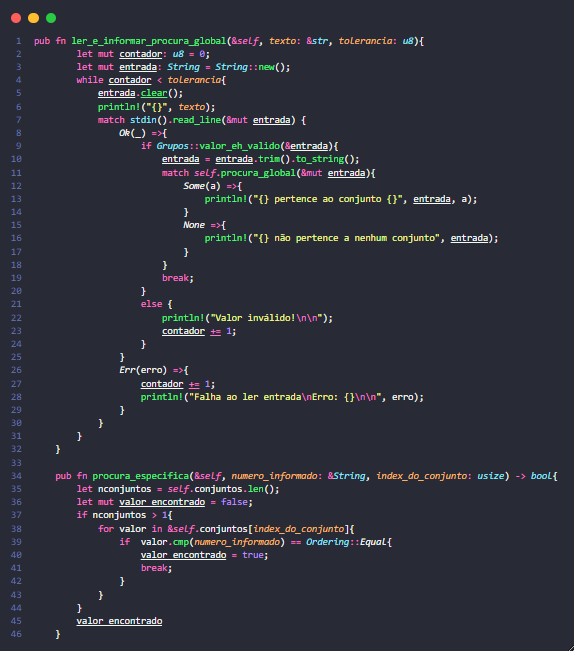 1 pub fn ler_e_informar_procura_global(&self, texto: &str, tolerancia: u8){
2 let mut contador: u8 = 0;
3 let mut entrada: String = String::new();
4 while contador < tolerancia{
5 entrada.clear();
6 println!("{}", texto);
7 match stdin().read_line(&mut entrada) {
8 Ok(_) =>{
9 if Grupos::valor_eh_valido(&entrada){
10 entrada = entrada.trim().to_string();
11 match self.procura_global(&mut entrada){
12 Some(a) =>{
13 println!("{} pertence ao conjunto {}", entrada, a);
14 }
15 None =>{
16 println!("{} não pertence a nenhum conjunto", entrada);
17 }
18 }
19 break;
20 }
21 else {
22 println!("Valor inválido!\n\n");
23 contador += 1;
24 }
25 }
26 Err(erro) =>{
27 contador += 1;
28 println!("Falha ao ler entrada\nErro: {}\n\n", erro);
29 }
30 }
31 }
32 }
33
34 pub fn procura_especifica(&self, numero_informado: &String, index_do_conjunto: usize) -> bool{
35 let nconjuntos = self.conjuntos.len();
36 let mut valor_encontrado = false;
37 if nconjuntos > 1{
38 for valor in &self.conjuntos[index_do_conjunto]{
39 if valor.cmp(numero_informado) == Ordering::Equal{
40 valor_encontrado = true;
41 break;
42 }
43 }
44 }
45 valor_encontrado
46 }